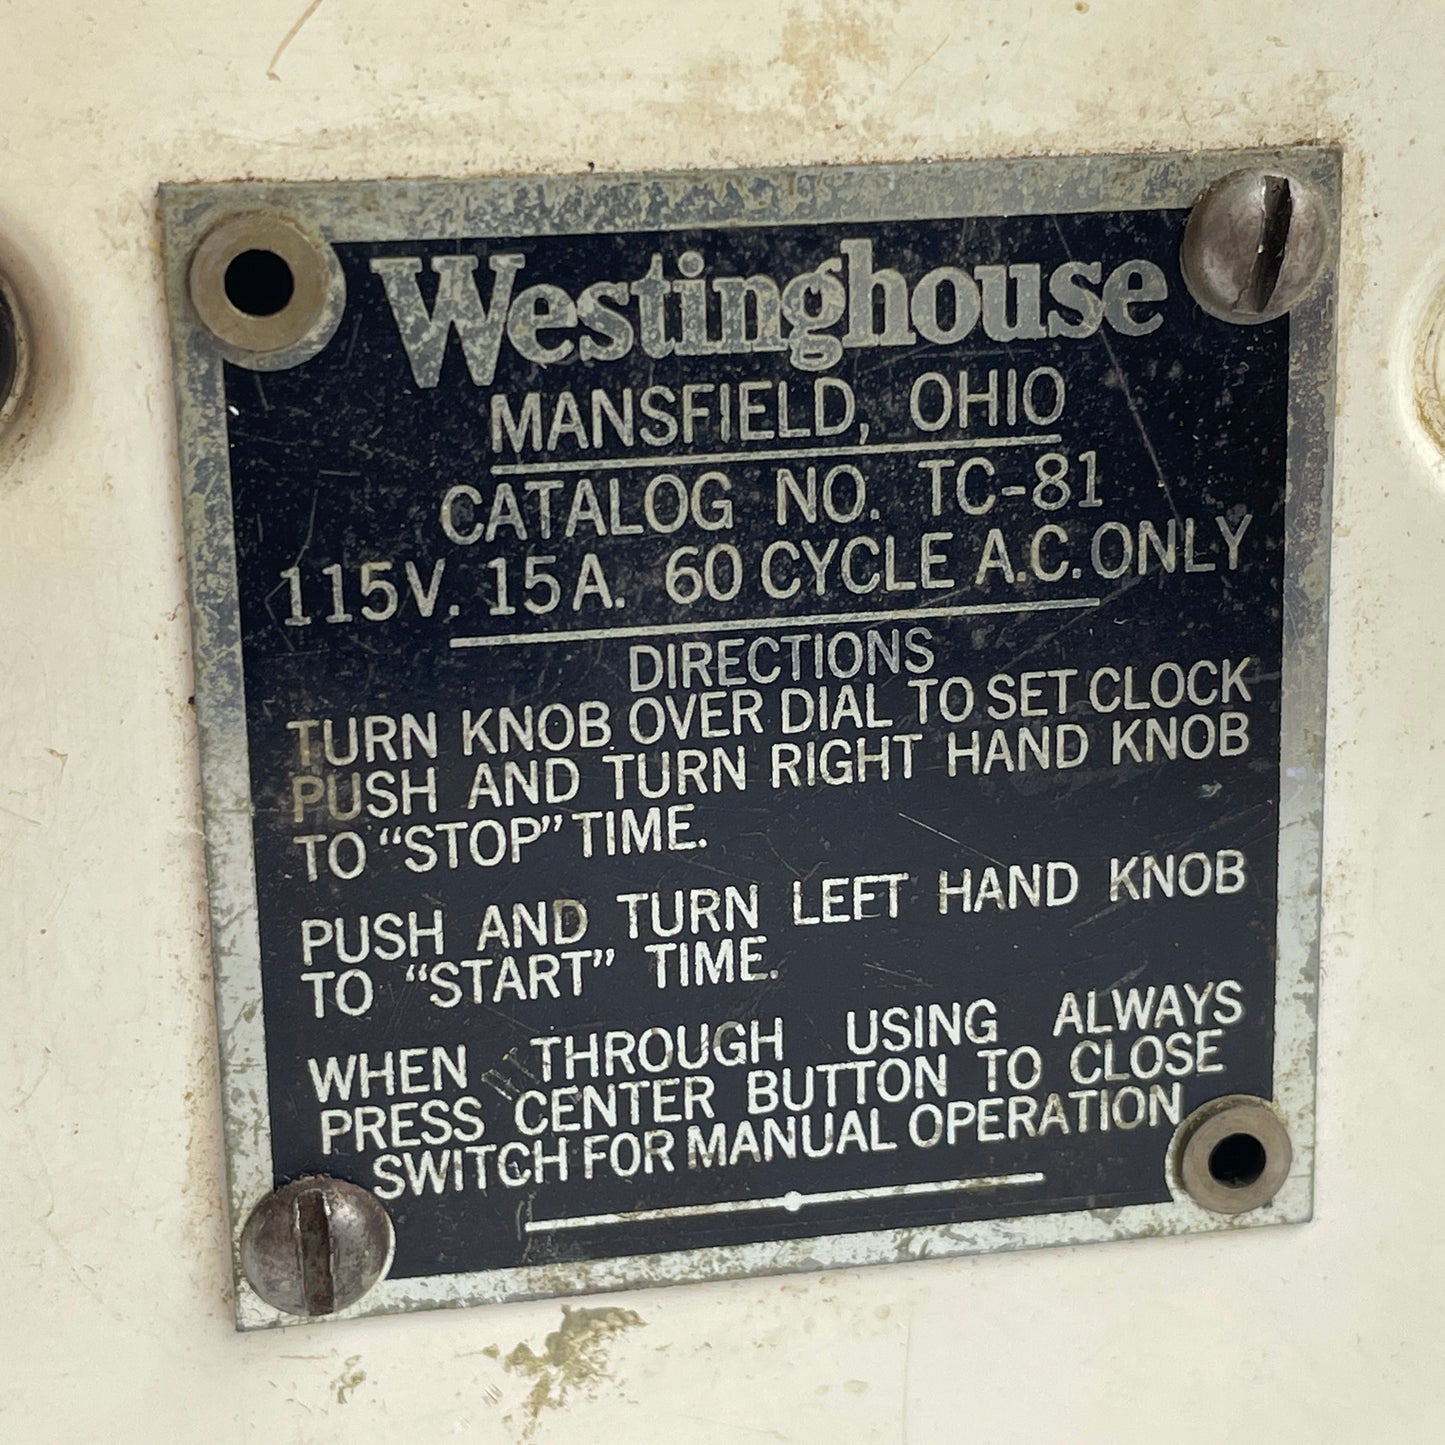 Westinghouse
MANSFIELD, OHIO
CATALOG NO. TC-81
115V. 15A. 60 CYCLE A.C. ONLY
DIRECTIONS
TURN KNOB OVER DIAL TO SET CLOCK
PUSH AND TURN RIGHT HAND KNOB
TO "STOP" TIME.
PUSH AND TURN LEFT HAND KNOB
TO "START" TIME.
WHEN THROUGH USING ALWAYS
PRESS CENTER BUTTON TO CLOSE
SWITCH FOR MANUAL OPERATION